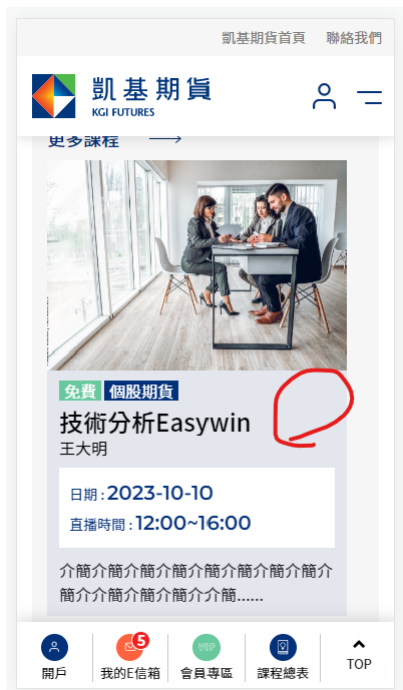 凱基期貨首頁 聯絡我們
凱基期貨
KGI FUTURES
更多課程
免費 個股期貨
技術分析Easywin
王大明
日期 : 2023-10-10
直播時間 : 12:00~16:00
介簡介簡介介簡介簡介介簡介簡介簡介
簡介介簡介介簡介簡介介簡......
5
VIP
開戶 我的E信箱 會員專區 課程總表 TOP